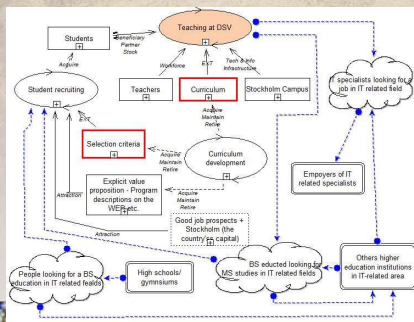 Teaching at DSV
Students
Beneficiary
Partner
Stock
Acquire
Workforce
EXT
Tech & Info
Infrastructure
IT specialists looking for a
job in IT related field
Student recruiting
Teachers
Curriculum
Stockholm Campus
EXT
Acquire
Maintain
Retire
Selection criteria
Acquire
Maintain
Retire
Curriculum
development
Empoyers of IT
related specialists
Explicit value
proposition - Program
descriptions on the
WEB etc.
Acquire
Maintain
Retire
Attraction
Good job prospects +
Stockholm (the
country'sn capital)
Attraction
People looking for a BS
education in IT related fealds
High schools/
gymnsiums
BS educted looking for
MS studies in IT related fields
Others higher
education institutions
in IT-related area